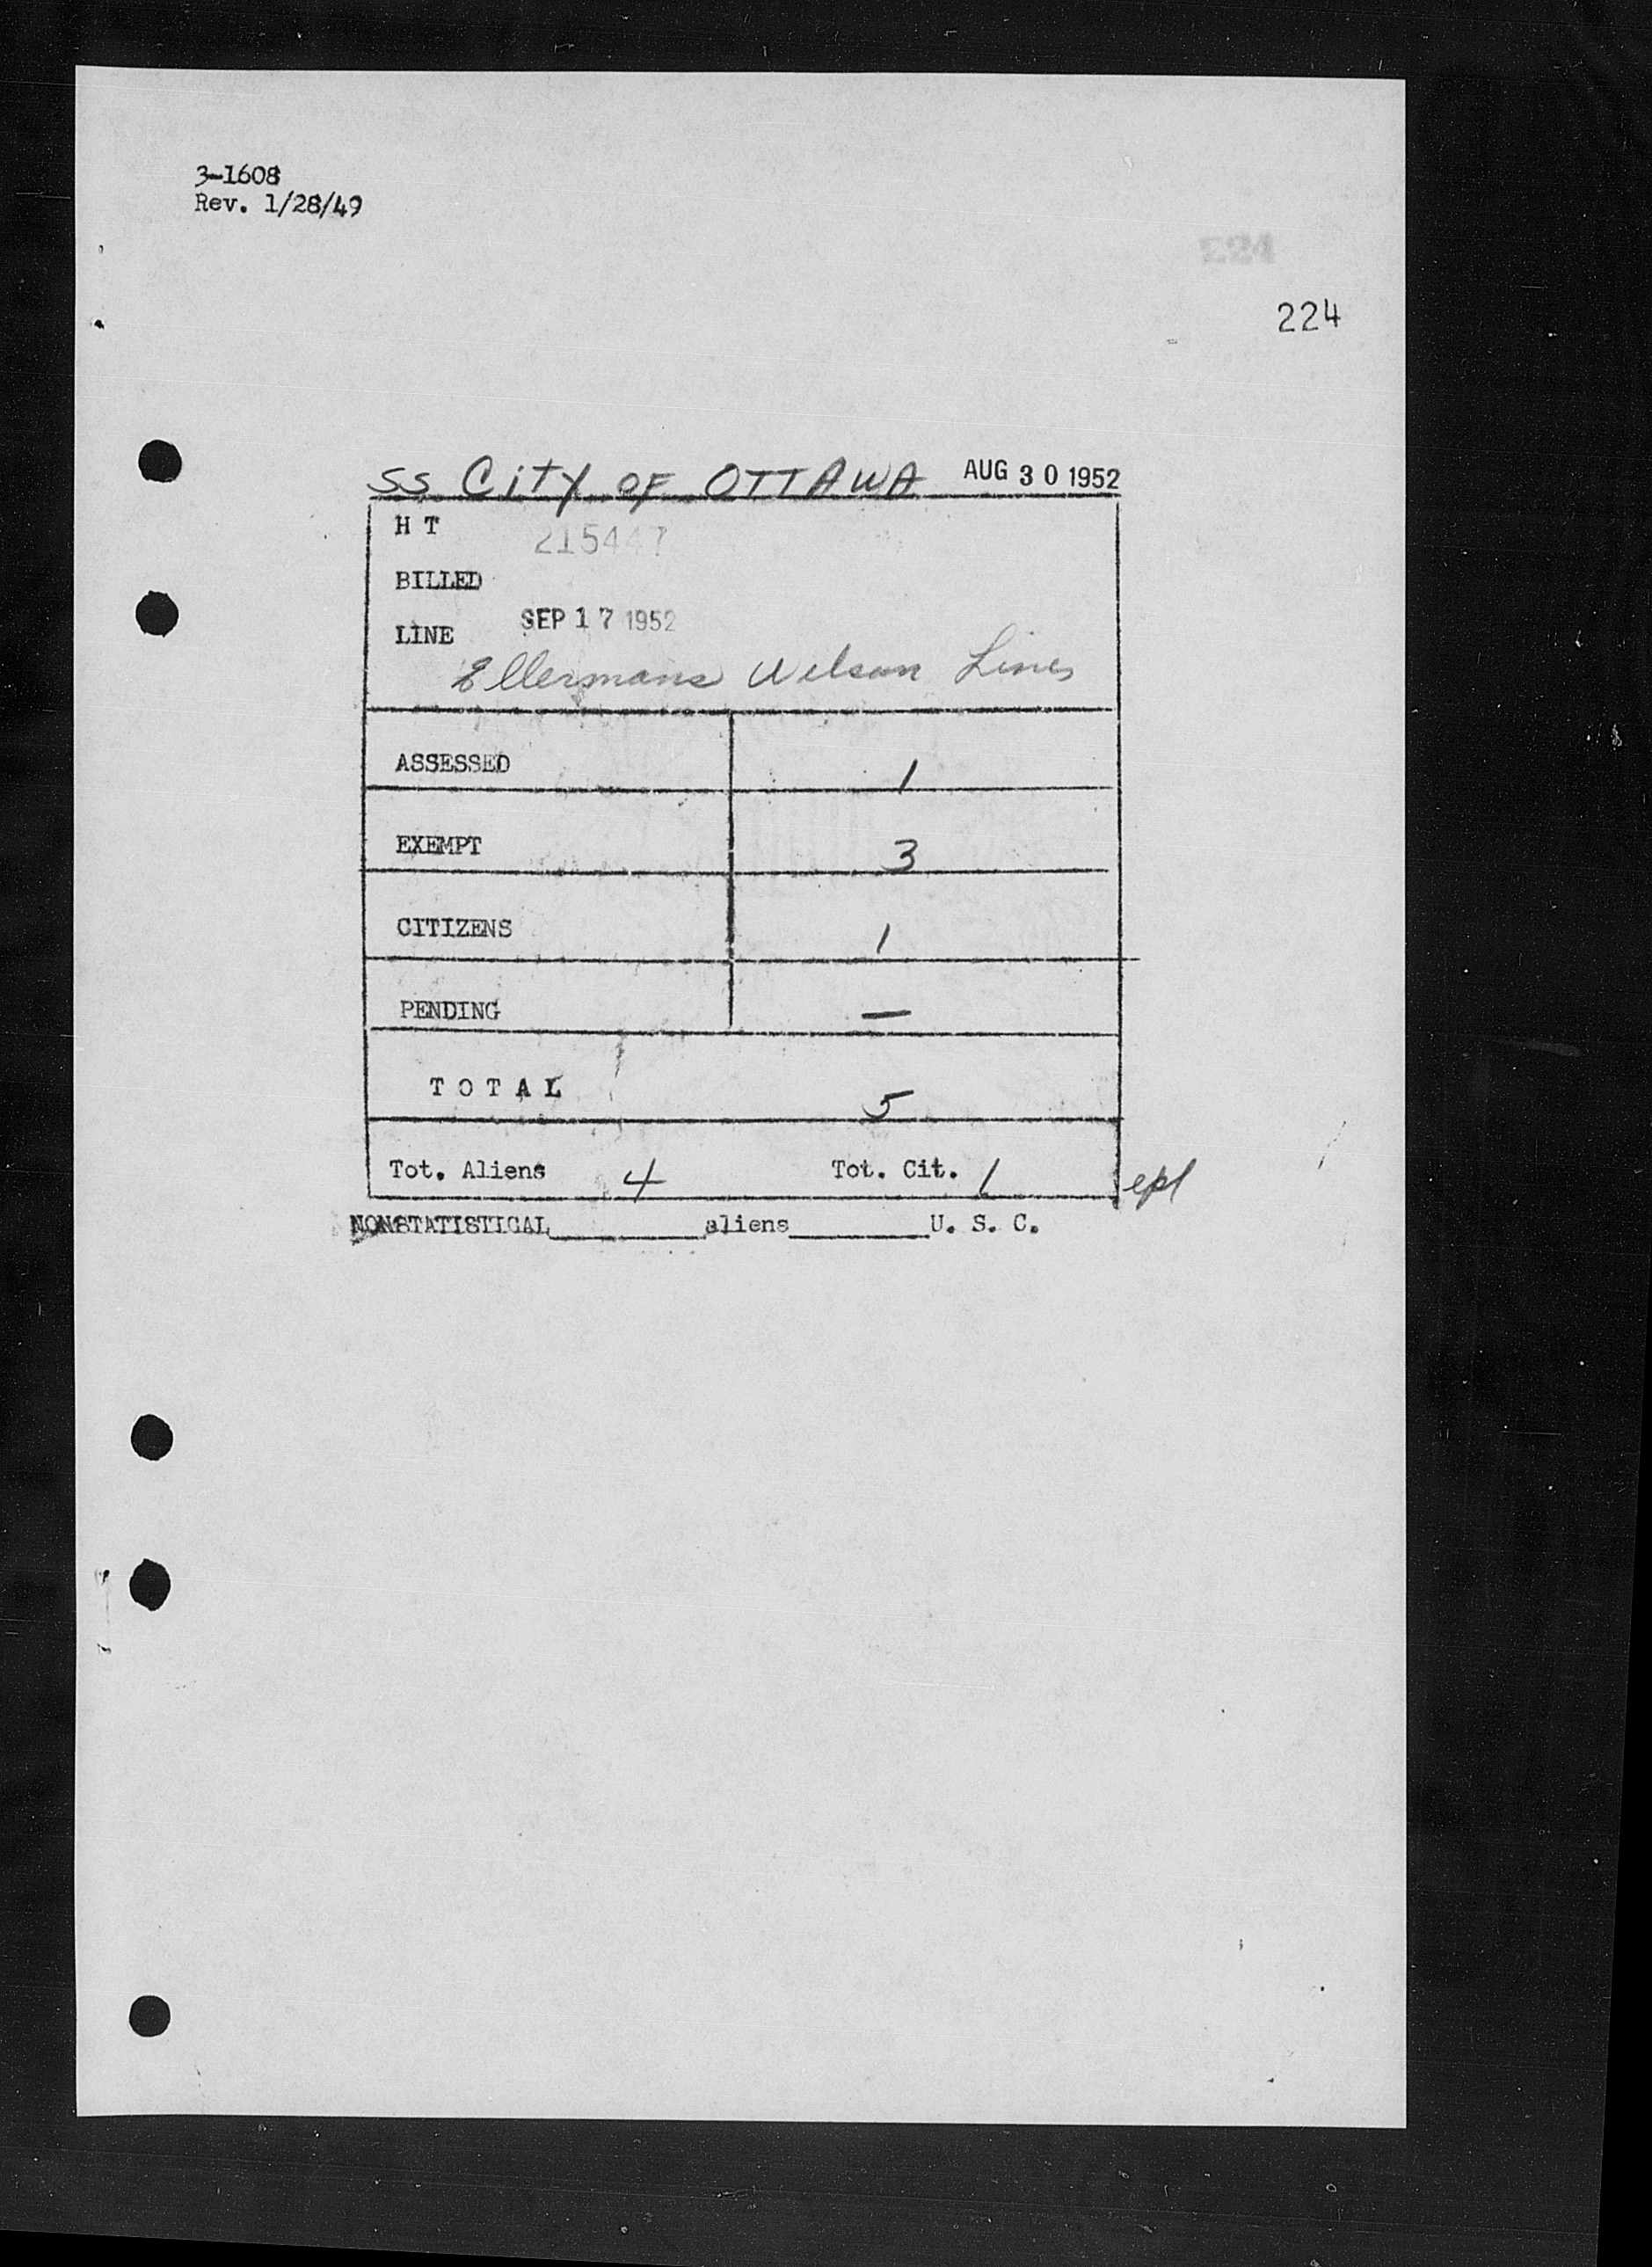 3-1608
Rev. 1/28/49
224
SS City OF OTTAWA AUG 30 1952
H T 215447
BILLED
SEP 17 1952
LINE
Ellermans Wilson Lines
ASSESSED 1
EXEMPT 3
CITIZENS 1
PENDING —
TOTAL 5
Tot. Aliens 4 Tot. Cit. 1 epl
NONSTATISTICAL__________aliens__________U. S. C.